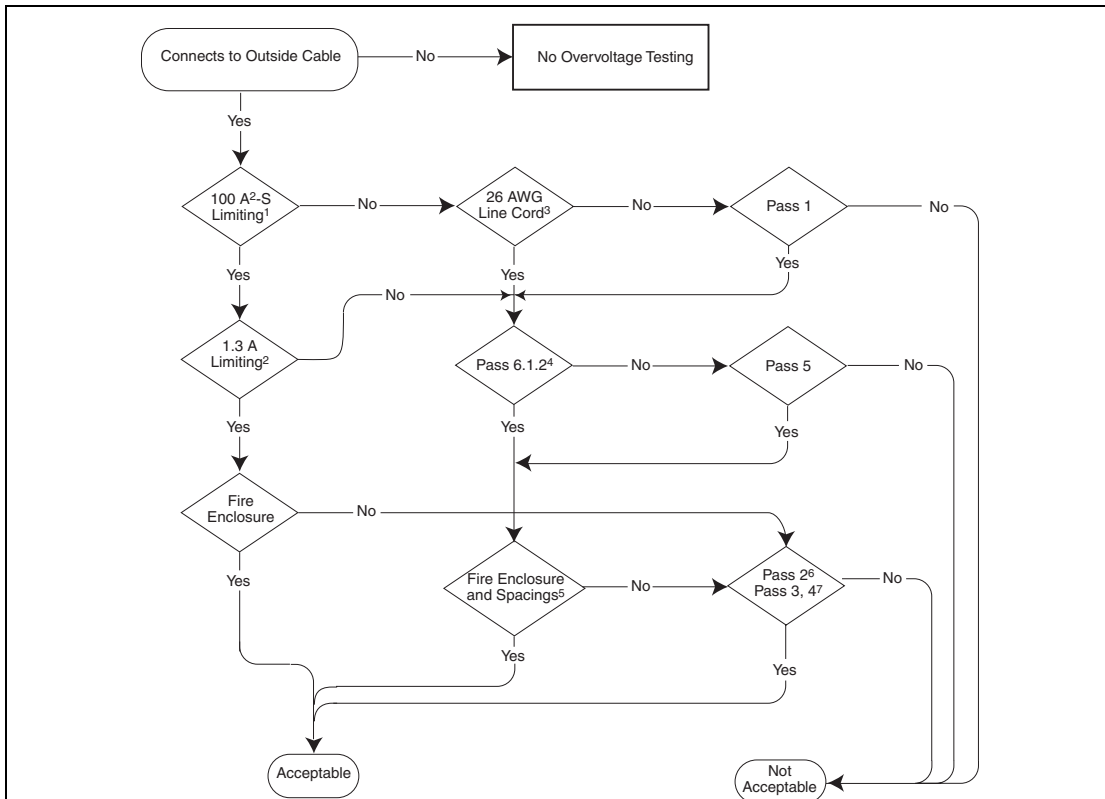 Connects to Outside Cable
No
No Overvoltage Testing
Yes
100 A²-S
Limiting¹
No
26 AWG
Line Cord³
No
Pass 1
No
Yes
Yes
Yes
No
1.3 A
Limiting²
Pass 6.1.2⁴
No
Pass 5
No
Yes
Yes
Yes
Fire
Enclosure
No
Yes
Fire Enclosure
and Spacings⁵
No
Pass 2⁶
Pass 3, 4⁷
No
Yes
Yes
Acceptable
Not
Acceptable